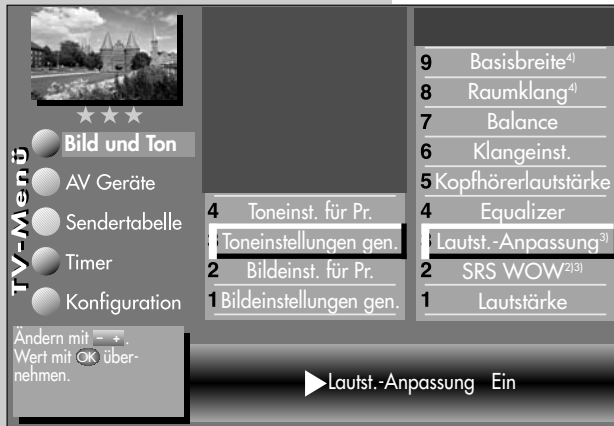 TV-Menü
Bild und Ton
AV Geräte
Sendertabelle
Timer
Konfiguration
Ändern mit - + .
Wert mit OK über-
nehmen.
4 Toneinst. für Pr.
3 Toneinstellungen gen.
2 Bildeinst. für Pr.
1 Bildeinstellungen gen.
9 Basisbreite4)
8 Raumklang4)
7 Balance
6 Klangeinst.
5 Kopfhörerlautstärke
4 Equalizer
3 Lautst.-Anpassung3)
2 SRS WOW2)3)
1 Lautstärke
Lautst.-Anpassung Ein